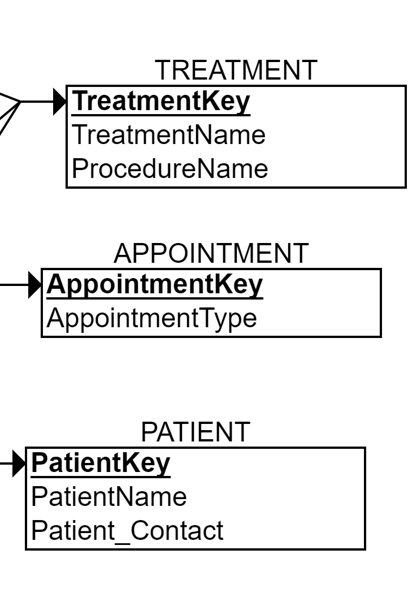 TREATMENT
TreatmentKey
TreatmentName
ProcedureName
APPOINTMENT
AppointmentKey
AppointmentType
PATIENT
PatientKey
PatientName
Patient_Contact